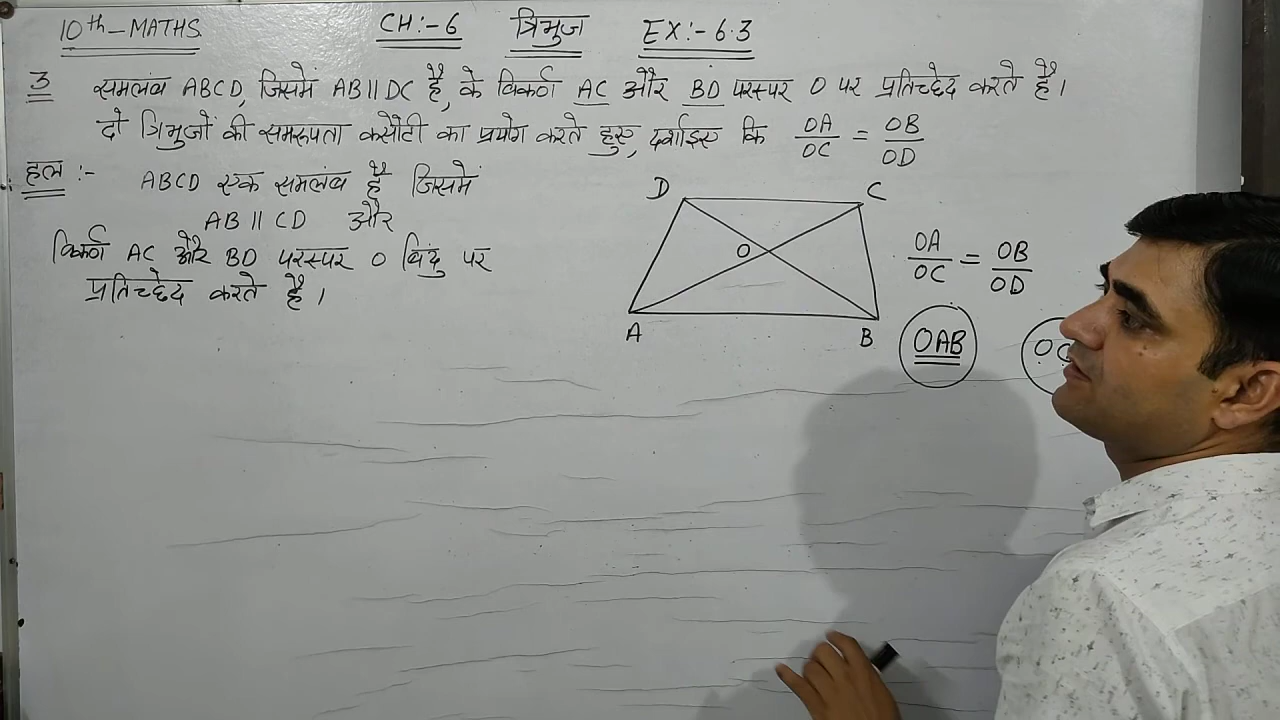 10th-MATHS. CH:-6 त्रिभुज EX:-6.3
3 समलंब ABCD, जिसमें AB||DC है, के विकर्ण AC और BD परस्पर O पर प्रतिच्छेद करते है।
दो त्रिभुजों की समरूपता कसौटी का प्रयोग करते हुए, दर्शाइए कि OA/OC = OB/OD
हल :- ABCD एक समलंब है जिसमें
AB || CD और
विकर्ण AC और BD परस्पर O बिंदु पर
प्रतिच्छेद करते है।
D C
O
A B
OA/OC = OB/OD
OAB